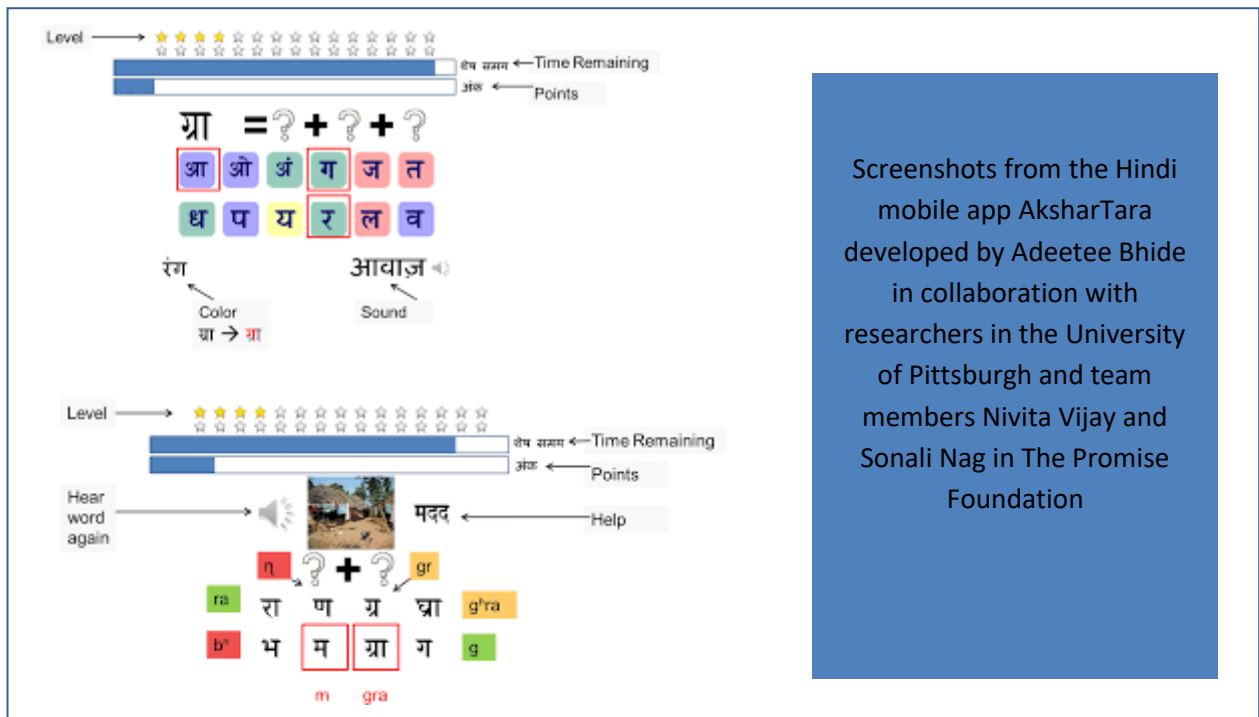 Level
शेष समय Time Remaining
अंक Points
ग्रा = ? + ? + ?
आ ओ अं ग ज त
ध प य र ल व
रंग आवाज़
Color Sound
ग्रा → ग्रा
Level
शेष समय Time Remaining
अंक Points
Hear word again
मदद Help
ɳ ? + ? gr
ra रा ण ग्र घ्रा gʰra
bʰ भ म ग्रा ग g
m gra
Screenshots from the Hindi
mobile app AksharTara
developed by Adeetee Bhide
in collaboration with
researchers in the University
of Pittsburgh and team
members Nivita Vijay and
Sonali Nag in The Promise
Foundation